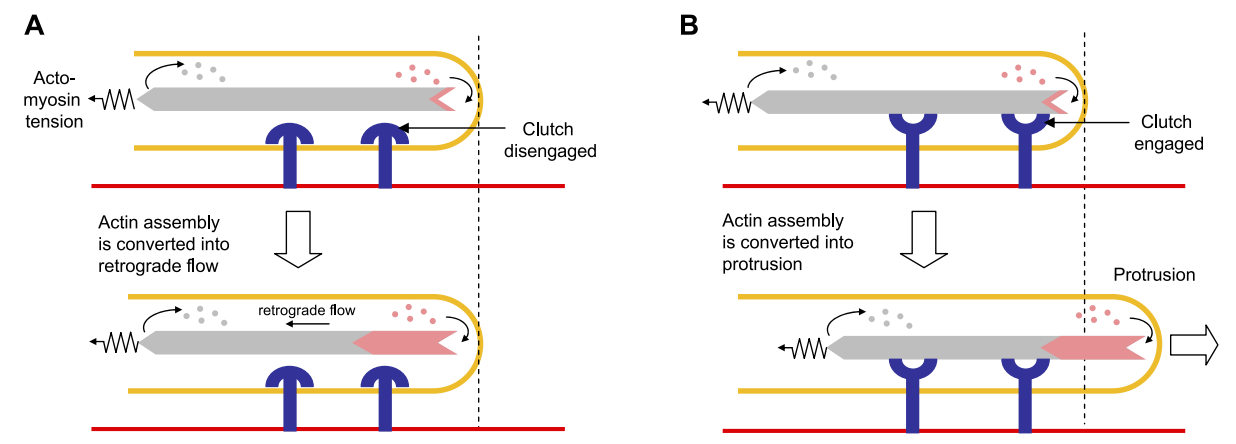 A
Acto-
myosin
tension
Clutch
disengaged
Actin assembly
is converted into
retrograde flow
retrograde flow
B
Clutch
engaged
Actin assembly
is converted into
protrusion
Protrusion